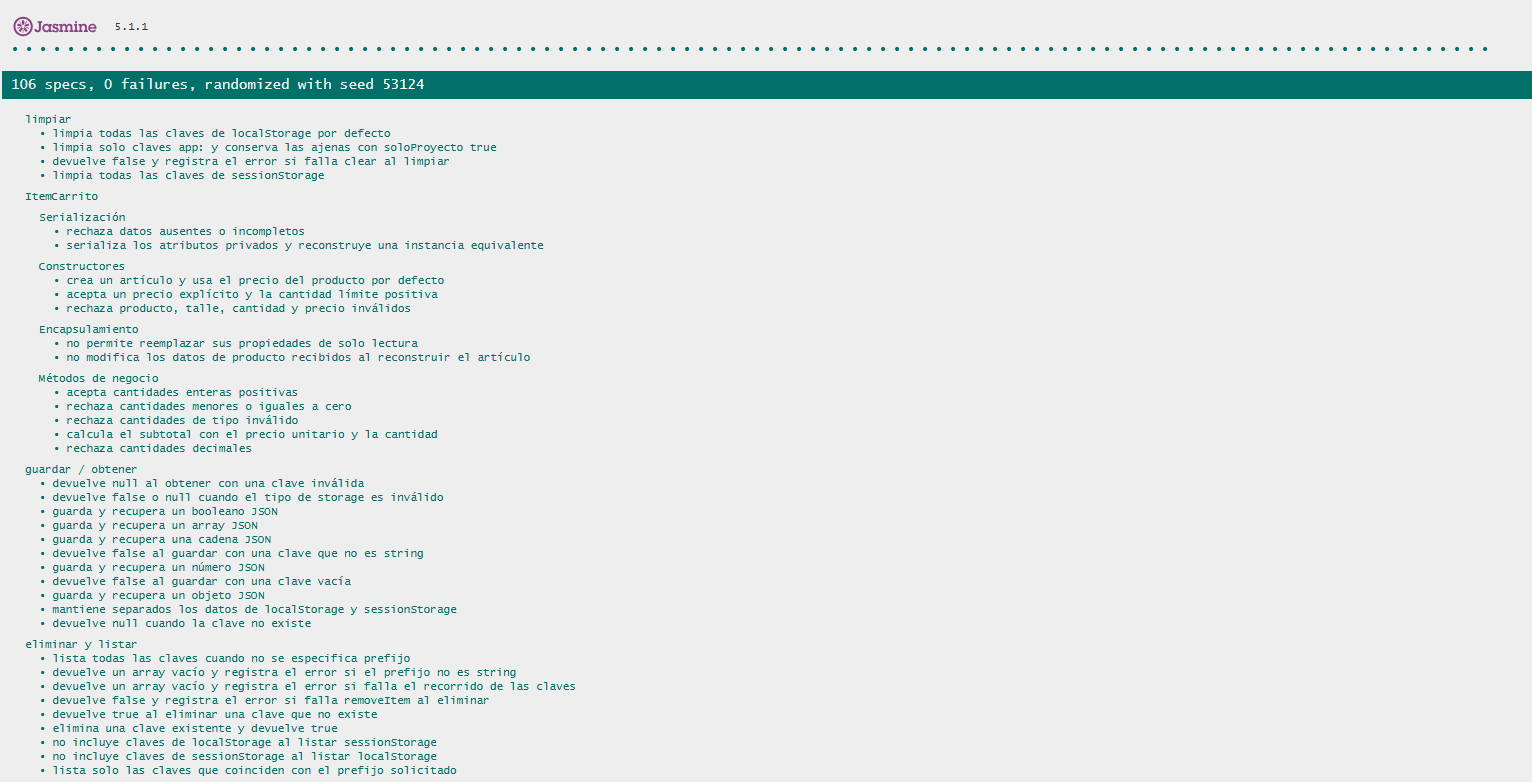 Jasmine 5.1.1
106 specs, 0 failures, randomized with seed 53124
limpiar
• limpia todas las claves de localStorage por defecto
• limpia solo claves app: y conserva las ajenas con soloProyecto true
• devuelve false y registra el error si falla clear al limpiar
• limpia todas las claves de sessionStorage
ItemCarrito
Serialización
• rechaza datos ausentes o incompletos
• serializa los atributos privados y reconstruye una instancia equivalente
Constructores
• crea un artículo y usa el precio del producto por defecto
• acepta un precio explícito y la cantidad límite positiva
• rechaza producto, talle, cantidad y precio inválidos
Encapsulamiento
• no permite reemplazar sus propiedades de solo lectura
• no modifica los datos de producto recibidos al reconstruir el artículo
Métodos de negocio
• acepta cantidades enteras positivas
• rechaza cantidades menores o iguales a cero
• rechaza cantidades de tipo inválido
• calcula el subtotal con el precio unitario y la cantidad
• rechaza cantidades decimales
guardar / obtener
• devuelve null al obtener con una clave inválida
• devuelve false o null cuando el tipo de storage es inválido
• guarda y recupera un booleano JSON
• guarda y recupera un array JSON
• guarda y recupera una cadena JSON
• devuelve false al guardar con una clave que no es string
• guarda y recupera un número JSON
• devuelve false al guardar con una clave vacía
• guarda y recupera un objeto JSON
• mantiene separados los datos de localStorage y sessionStorage
• devuelve null cuando la clave no existe
eliminar y listar
• lista todas las claves cuando no se especifica prefijo
• devuelve un array vacío y registra el error si el prefijo no es string
• devuelve un array vacío y registra el error si falla el recorrido de las claves
• devuelve false y registra el error si falla removeItem al eliminar
• devuelve true al eliminar una clave que no existe
• elimina una clave existente y devuelve true
• no incluye claves de localStorage al listar sessionStorage
• no incluye claves de sessionStorage al listar localStorage
• lista solo las claves que coinciden con el prefijo solicitado